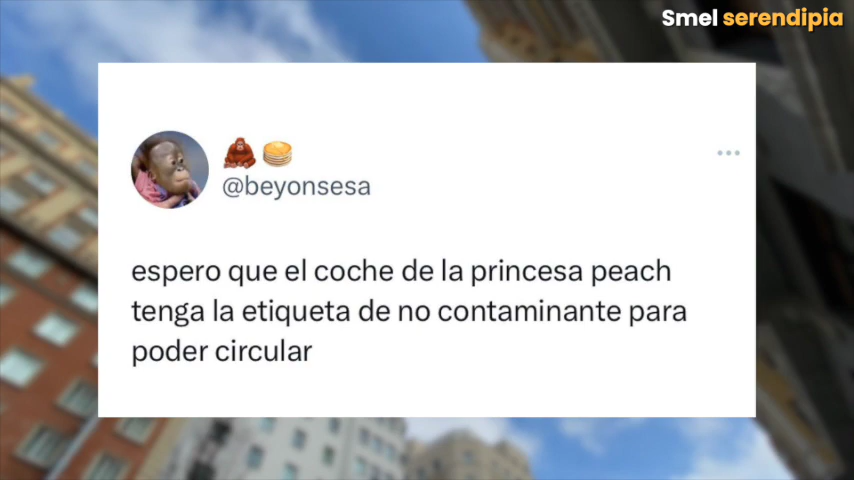 Smel serendipia
@beyonsesa
espero que el coche de la princesa peach
tenga la etiqueta de no contaminante para
poder circular